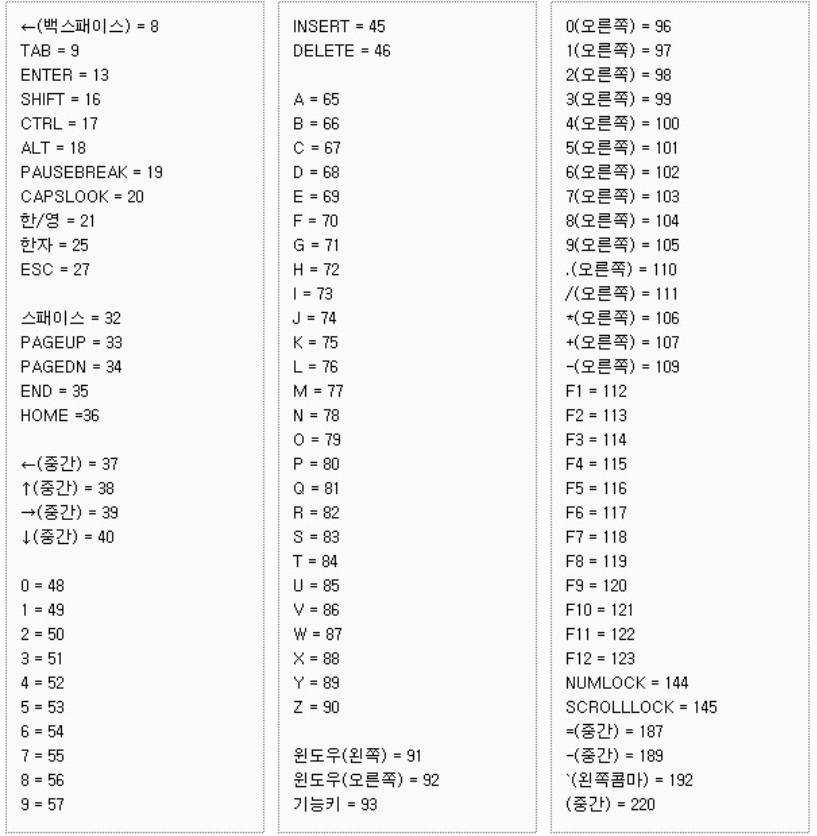 ←(백스패이스) = 8
TAB = 9
ENTER = 13
SHIFT = 16
CTRL = 17
ALT = 18
PAUSEBREAK = 19
CAPSLOOK = 20
한/영 = 21
한자 = 25
ESC = 27
스패이스 = 32
PAGEUP = 33
PAGEDN = 34
END = 35
HOME =36
←(중간) = 37
↑(중간) = 38
→(중간) = 39
↓(중간) = 40
0 = 48
1 = 49
2 = 50
3 = 51
4 = 52
5 = 53
6 = 54
7 = 55
8 = 56
9 = 57
INSERT = 45
DELETE = 46
A = 65
B = 66
C = 67
D = 68
E = 69
F = 70
G = 71
H = 72
I = 73
J = 74
K = 75
L = 76
M = 77
N = 78
O = 79
P = 80
Q = 81
R = 82
S = 83
T = 84
U = 85
V = 86
W = 87
X = 88
Y = 89
Z = 90
윈도우(왼쪽) = 91
윈도우(오른쪽) = 92
기능키 = 93
0(오른쪽) = 96
1(오른쪽) = 97
2(오른쪽) = 98
3(오른쪽) = 99
4(오른쪽) = 100
5(오른쪽) = 101
6(오른쪽) = 102
7(오른쪽) = 103
8(오른쪽) = 104
9(오른쪽) = 105
.(오른쪽) = 110
/(오른쪽) = 111
*(오른쪽) = 106
+(오른쪽) = 107
-(오른쪽) = 109
F1 = 112
F2 = 113
F3 = 114
F4 = 115
F5 = 116
F6 = 117
F7 = 118
F8 = 119
F9 = 120
F10 = 121
F11 = 122
F12 = 123
NUMLOCK = 144
SCROLLLOCK = 145
=(중간) = 187
-(중간) = 189
`(왼쪽콤마) = 192
(중간) = 220